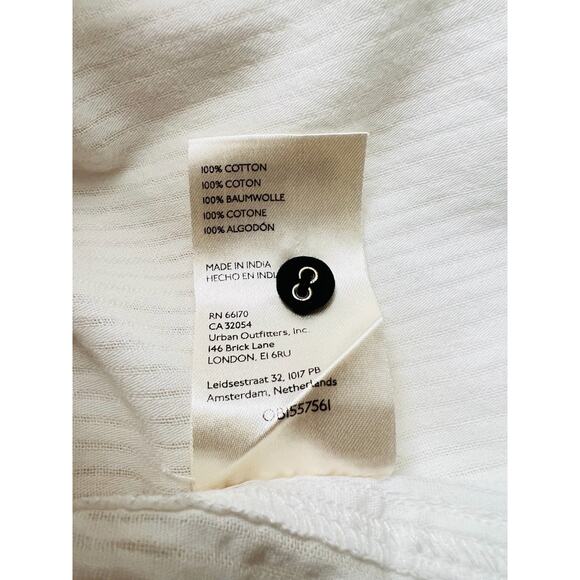 100% COTTON
100% COTON
100% BAUMWOLLE
100% COTONE
100% ALGODÓN
MADE IN INDIA
HECHO EN INDI
RN 66170
CA 32054
Urban Outfitters, Inc.
146 Brick Lane
LONDON, E1 6RU
Leidsestraat 32, 1017 PB
Amsterdam, Netherlands
OB1557561